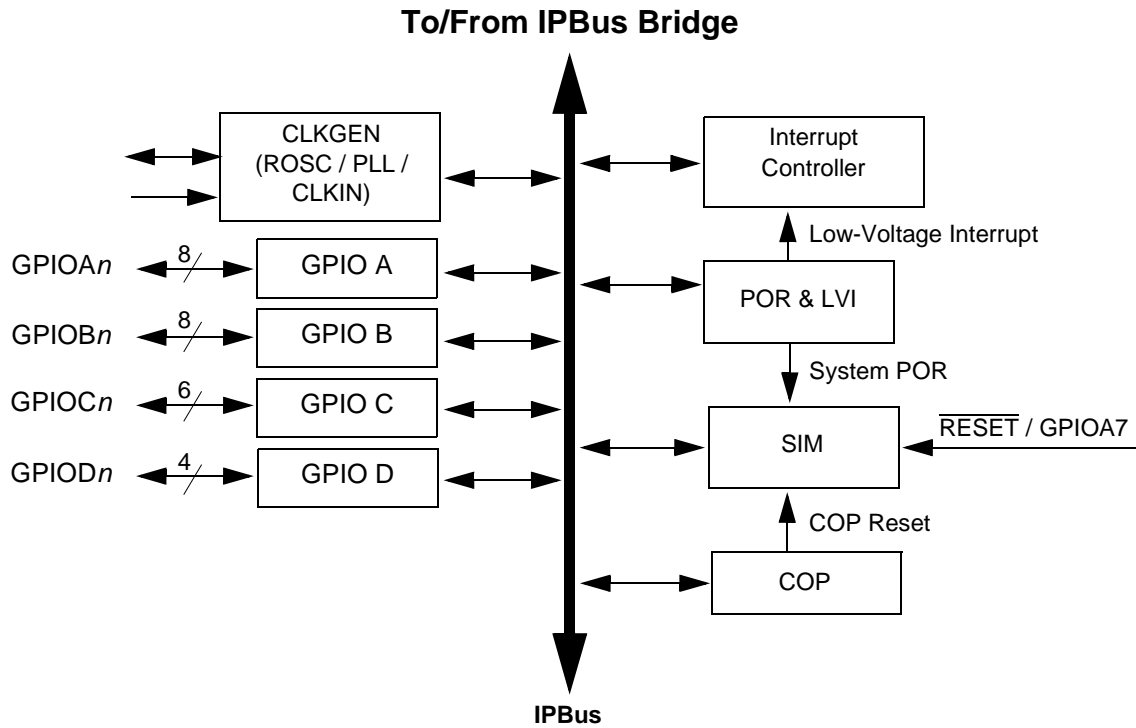 To/From IPBus Bridge
CLKGEN
(ROSC / PLL /
CLKIN)
Interrupt
Controller
Low-Voltage Interrupt
GPIOAn
8
GPIO A
POR & LVI
GPIOBn
8
GPIO B
System POR
GPIOCn
6
GPIO C
SIM
RESET / GPIOA7
GPIODn
4
GPIO D
COP Reset
COP
IPBus